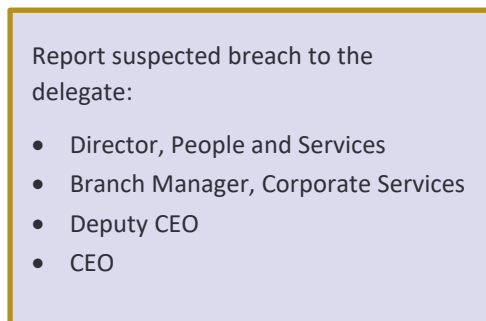 Report suspected breach to the
delegate:
• Director, People and Services
• Branch Manager, Corporate Services
• Deputy CEO
• CEO